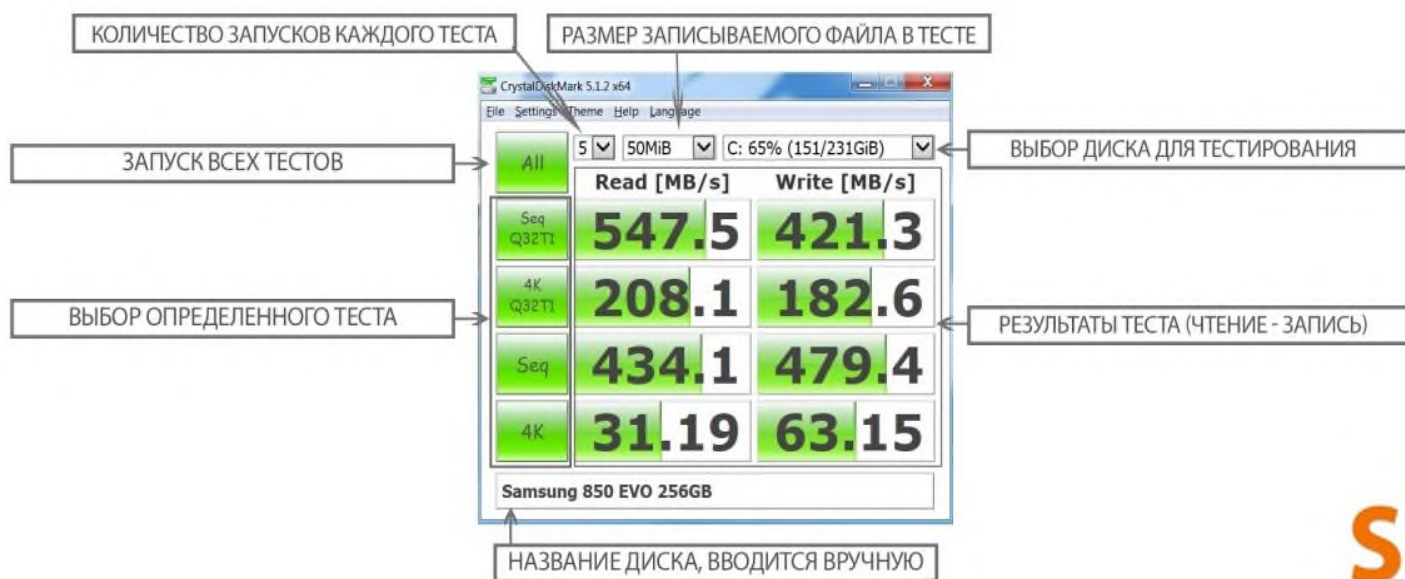 КОЛИЧЕСТВО ЗАПУСКОВ КАЖДОГО ТЕСТА
РАЗМЕР ЗАПИСЫВАЕМОГО ФАЙЛА В ТЕСТЕ
CrystalDiskMark 5.1.2 x64
File Settings Theme Help Language
ЗАПУСК ВСЕХ ТЕСТОВ
All
5 50MiB C: 65% (151/231GiB)
ВЫБОР ДИСКА ДЛЯ ТЕСТИРОВАНИЯ
Read [MB/s] Write [MB/s]
Seq Q32T1
547.5 421.3
4K Q32T1
208.1 182.6
ВЫБОР ОПРЕДЕЛЕННОГО ТЕСТА
РЕЗУЛЬТАТЫ ТЕСТА (ЧТЕНИЕ - ЗАПИСЬ)
Seq
434.1 479.4
4K
31.19 63.15
Samsung 850 EVO 256GB
НАЗВАНИЕ ДИСКА, ВВОДИТСЯ ВРУЧНУЮ
S